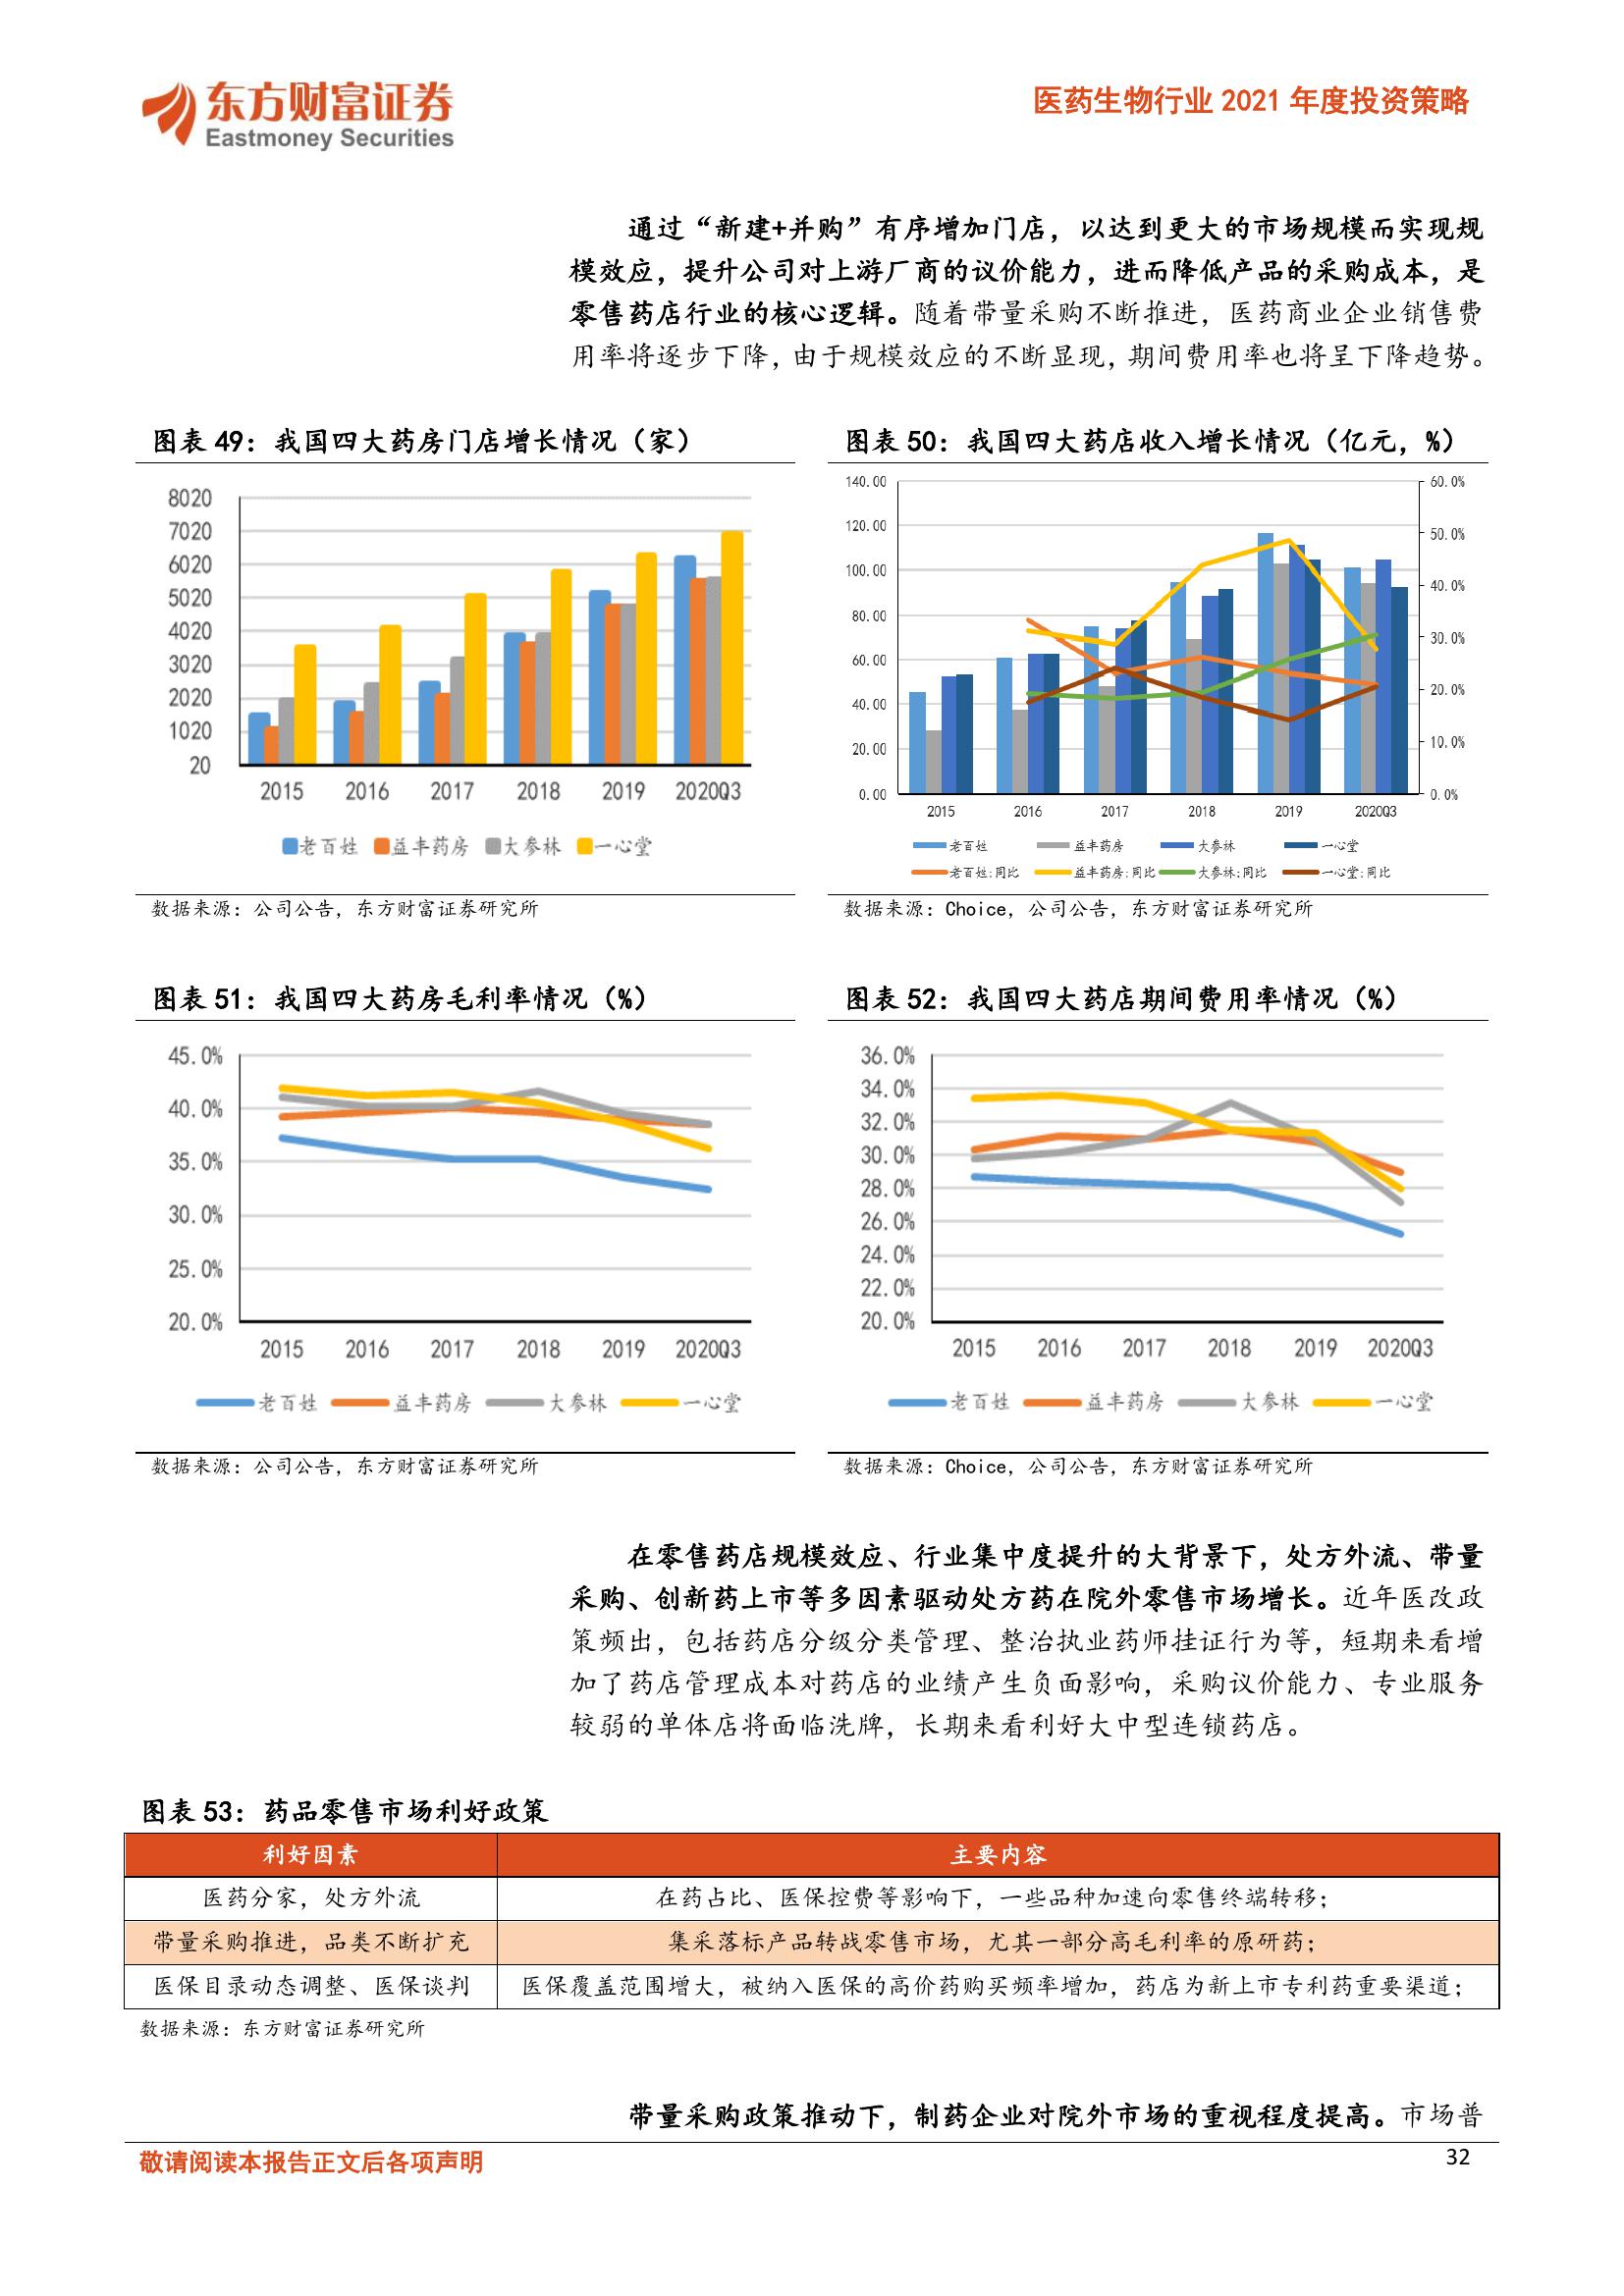 东方财富证券
Eastmoney Securities
医药生物行业 2021 年度投资策略
通过“新建+并购”有序增加门店，以达到更大的市场规模而实现规
模效应，提升公司对上游厂商的议价能力，进而降低产品的采购成本，是
零售药店行业的核心逻辑。随着带量采购不断推进，医药商业企业销售费
用率将逐步下降，由于规模效应的不断显现，期间费用率也将呈下降趋势。
图表 49：我国四大药房门店增长情况（家）
8020
7020
6020
5020
4020
3020
2020
1020
20
2015 2016 2017 2018 2019 2020Q3
老百姓 益丰药房 大参林 一心堂
数据来源：公司公告，东方财富证券研究所
图表 50：我国四大药店收入增长情况（亿元，%）
140.00
120.00
100.00
80.00
60.00
40.00
20.00
0.00
60.0%
50.0%
40.0%
30.0%
20.0%
10.0%
0.0%
2015 2016 2017 2018 2019 2020Q3
老百姓 益丰药房 大参林 一心堂
老百姓:同比 益丰药房:同比 大参林:同比 一心堂:同比
数据来源：Choice，公司公告，东方财富证券研究所
图表 51：我国四大药房毛利率情况（%）
45.0%
40.0%
35.0%
30.0%
25.0%
20.0%
2015 2016 2017 2018 2019 2020Q3
老百姓 益丰药房 大参林 一心堂
数据来源：公司公告，东方财富证券研究所
图表 52：我国四大药店期间费用率情况（%）
36.0%
34.0%
32.0%
30.0%
28.0%
26.0%
24.0%
22.0%
20.0%
2015 2016 2017 2018 2019 2020Q3
老百姓 益丰药房 大参林 一心堂
数据来源：Choice，公司公告，东方财富证券研究所
在零售药店规模效应、行业集中度提升的大背景下，处方外流、带量
采购、创新药上市等多因素驱动处方药在院外零售市场增长。近年医改政
策频出，包括药店分级分类管理、整治执业药师挂证行为等，短期来看增
加了药店管理成本对药店的业绩产生负面影响，采购议价能力、专业服务
较弱的单体店将面临洗牌，长期来看利好大中型连锁药店。
图表 53：药品零售市场利好政策
利好因素 主要内容
医药分家，处方外流 在药占比、医保控费等影响下，一些品种加速向零售终端转移；
带量采购推进，品类不断扩充 集采落标产品转战零售市场，尤其一部分高毛利率的原研药；
医保目录动态调整、医保谈判 医保覆盖范围增大，被纳入医保的高价药购买频率增加，药店为新上市专利药重要渠道；
数据来源：东方财富证券研究所
带量采购政策推动下，制药企业对院外市场的重视程度提高。市场普
敬请阅读本报告正文后各项声明
32